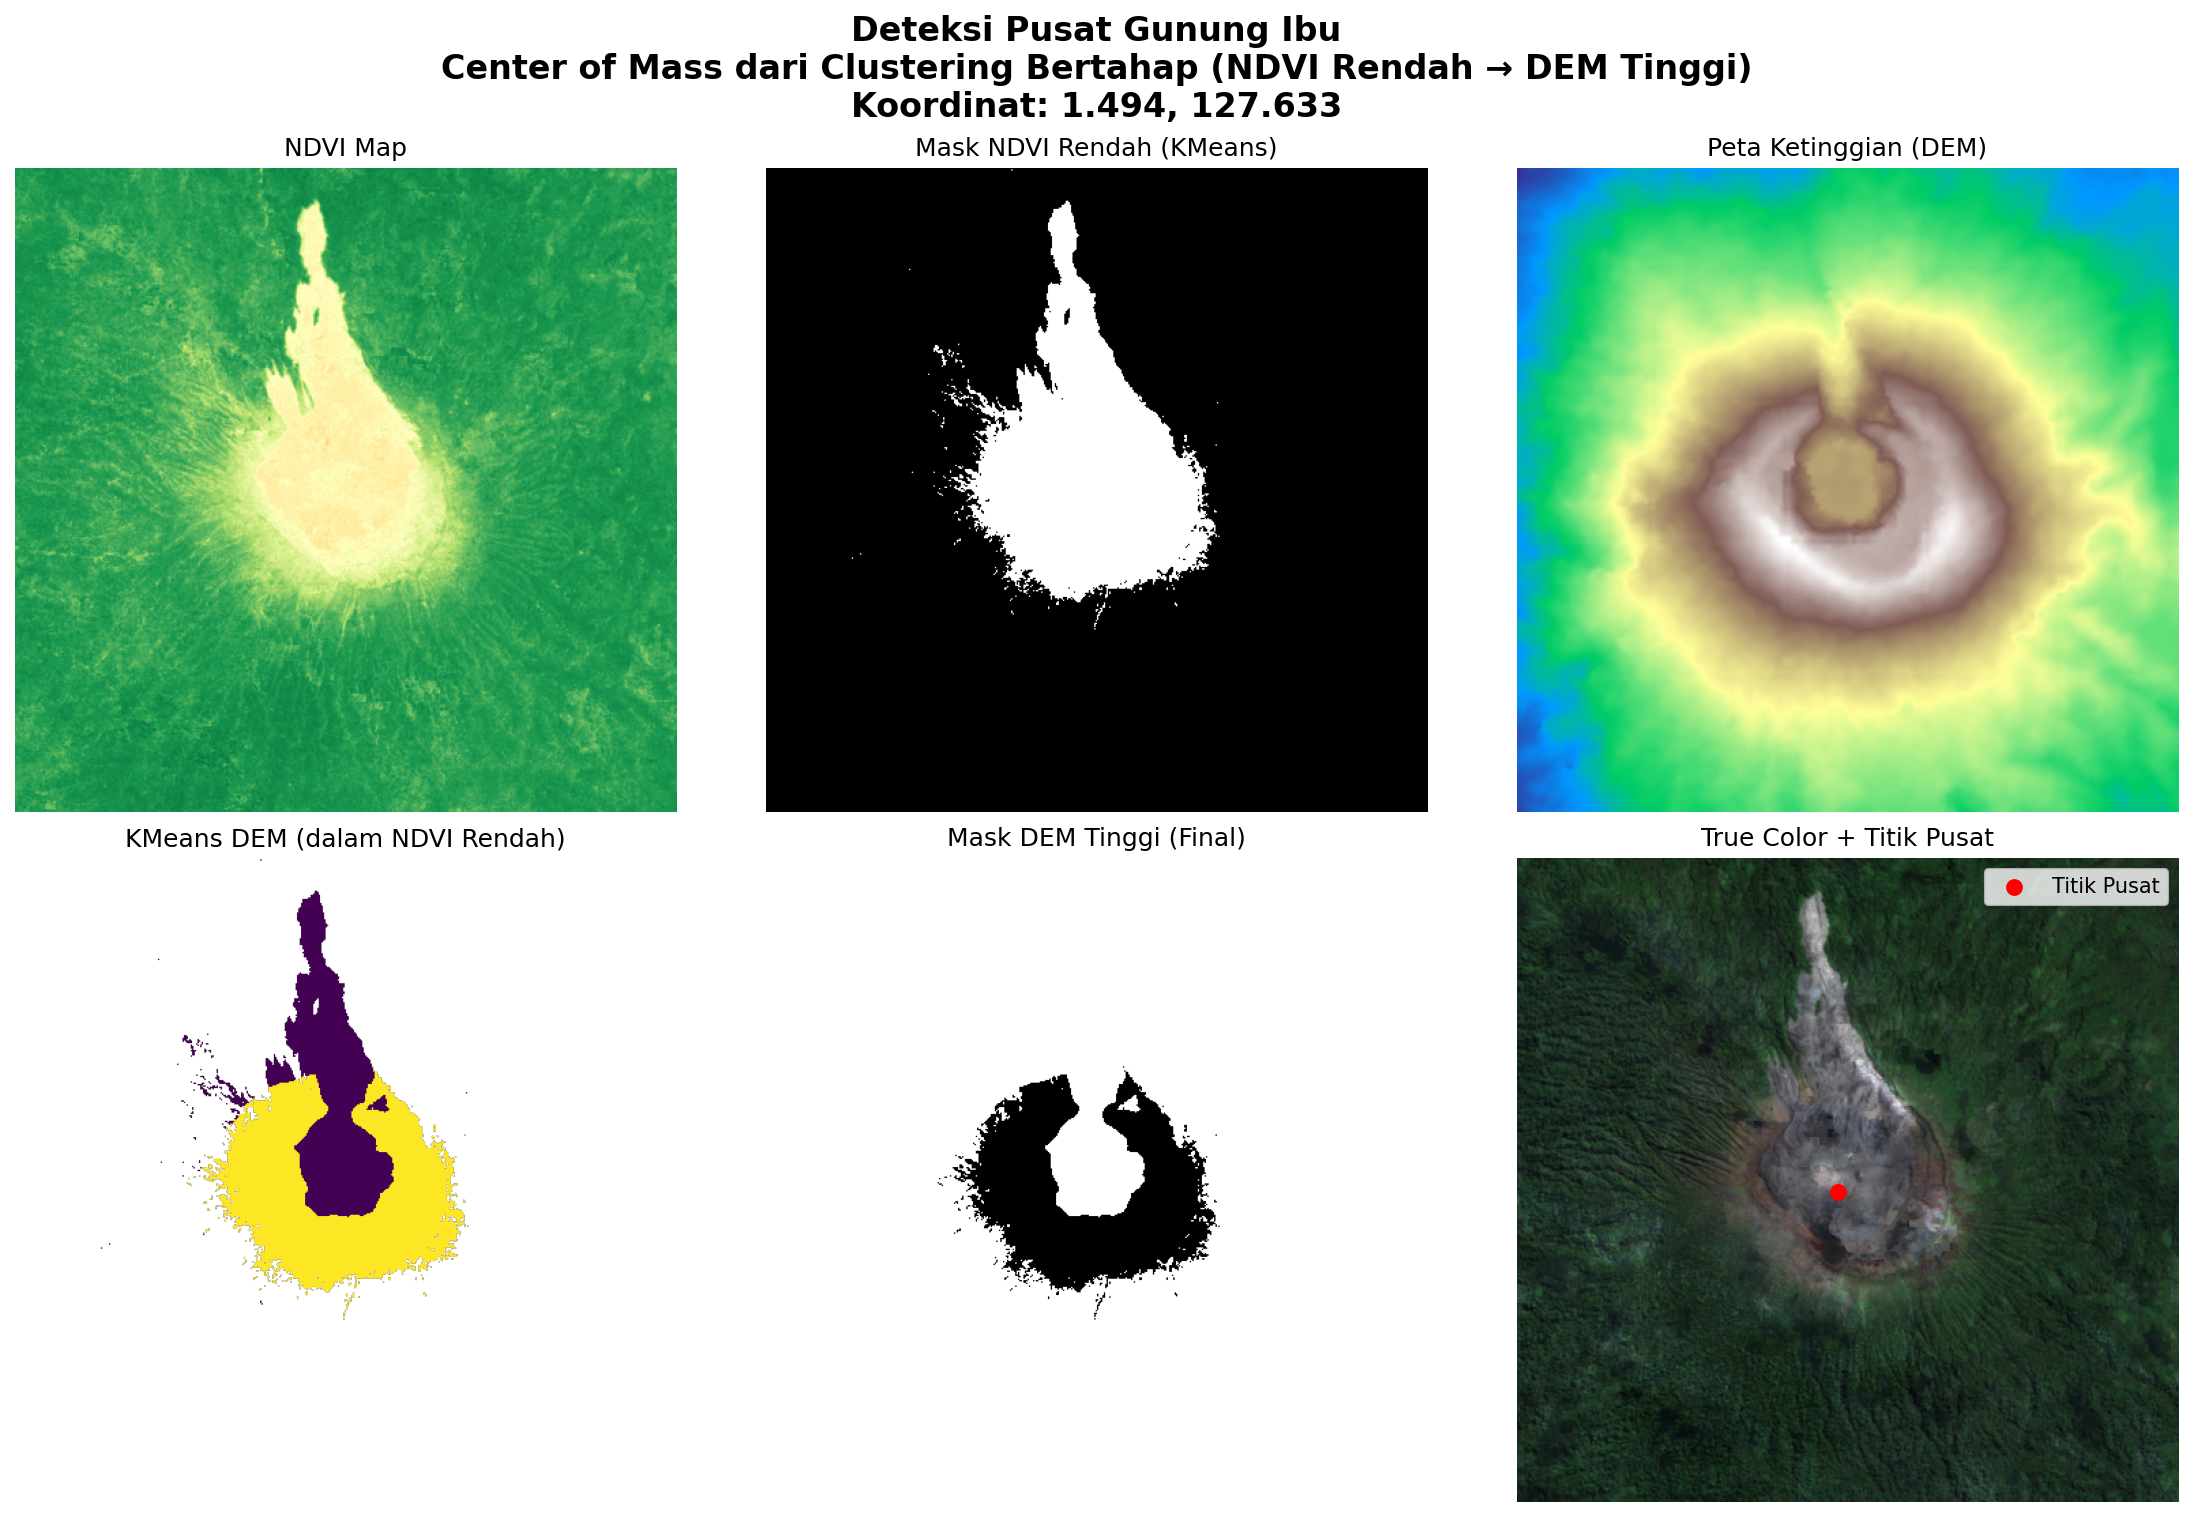 Deteksi Pusat Gunung Ibu
Center of Mass dari Clustering Bertahap (NDVI Rendah → DEM Tinggi)
Koordinat: 1.494, 127.633
NDVI Map
Mask NDVI Rendah (KMeans)
Peta Ketinggian (DEM)
KMeans DEM (dalam NDVI Rendah)
Mask DEM Tinggi (Final)
True Color + Titik Pusat
Titik Pusat